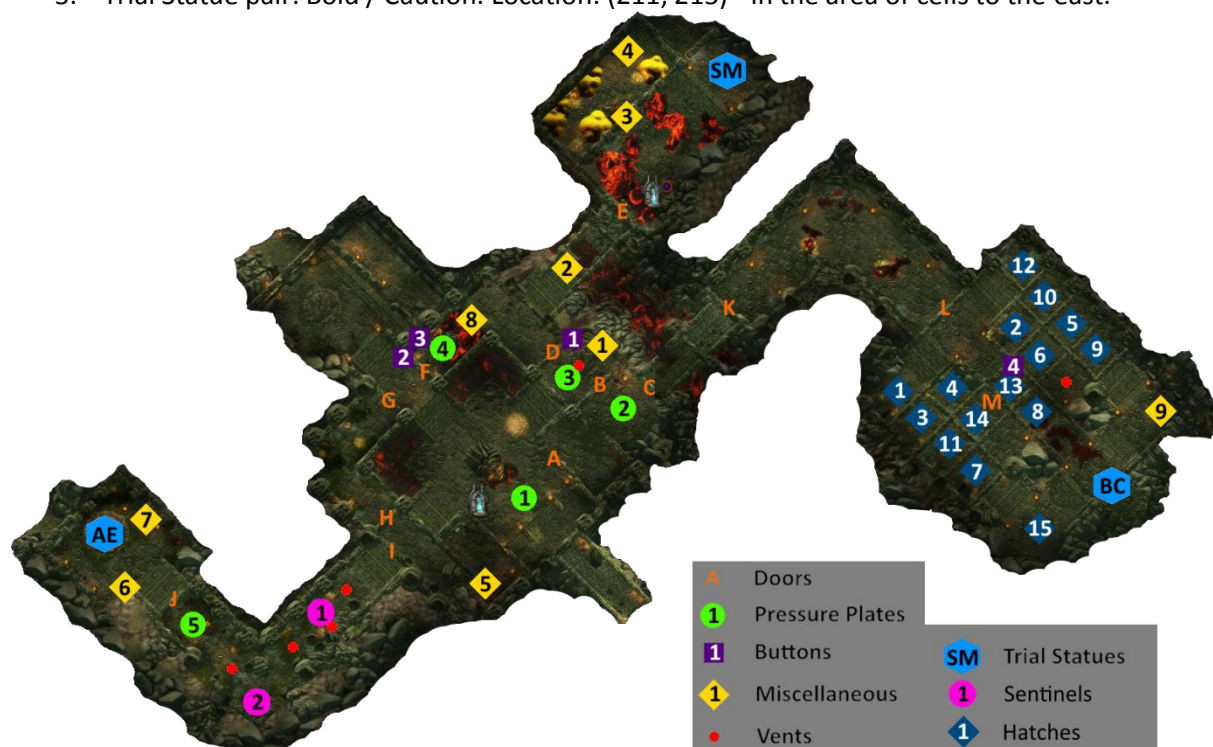 3. Trial Statue pair: Bold / Caution. Location: (211, 213) - in the area of cells to the east.
4
SM
3
E
2
K
L
12
10
2
5
9
6
4
13
M
1
4
3
14
8
11
7
9
BC
15
8
3
2
4
F
G
1
1
D
3
B
C
2
A
1
H
I
5
AE
7
6
J
5
1
2
A Doors
1 Pressure Plates
1 Buttons
1 Miscellaneous
Vents
SM Trial Statues
1 Sentinels
1 Hatches